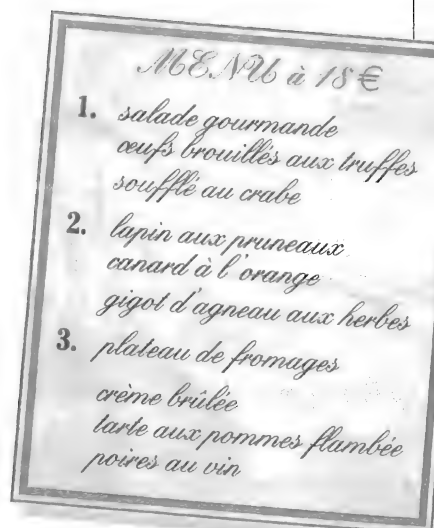 MENU à 18 €
1. salade gourmande
œufs brouillés aux truffes
soufflé au crabe
2. lapin aux pruneaux
canard à l'orange
gigot d'agneau aux herbes
3. plateau de fromages
crème brûlée
tarte aux pommes flambée
poires au vin